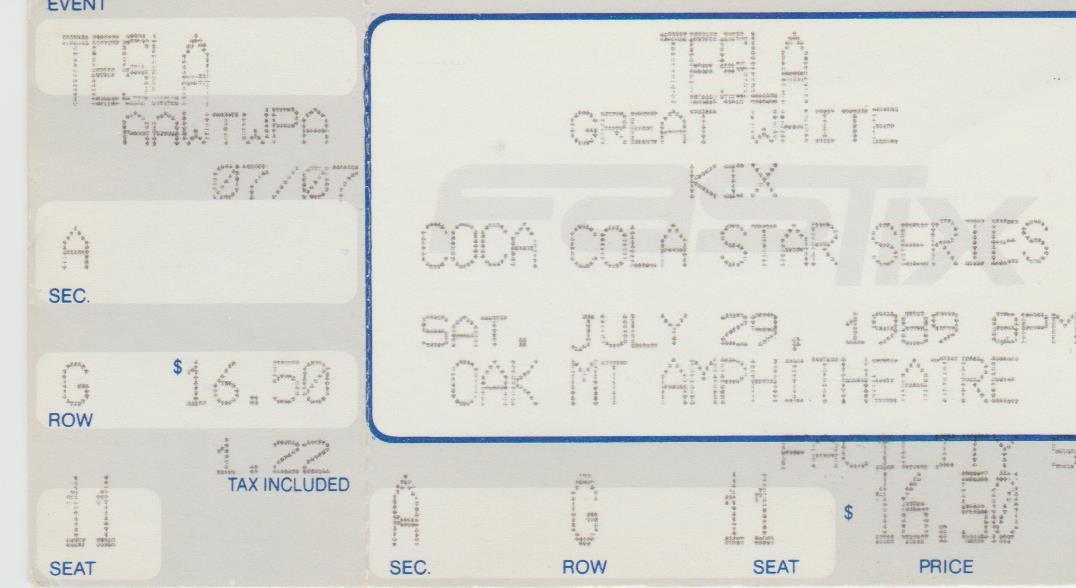 EVENT
TESLA
AAWTWPA
07/07
A
SEC.
G $16.50
ROW
1.22
TAX INCLUDED
11
SEAT
TESLA
GREAT WHITE
KIX
FASTIX
COCA COLA STAR SERIES
SAT. JULY 29, 1989 8PM
OAK MT AMPHITHEATRE
FACILITY
A G 11 $ 16.50
SEC. ROW SEAT PRICE